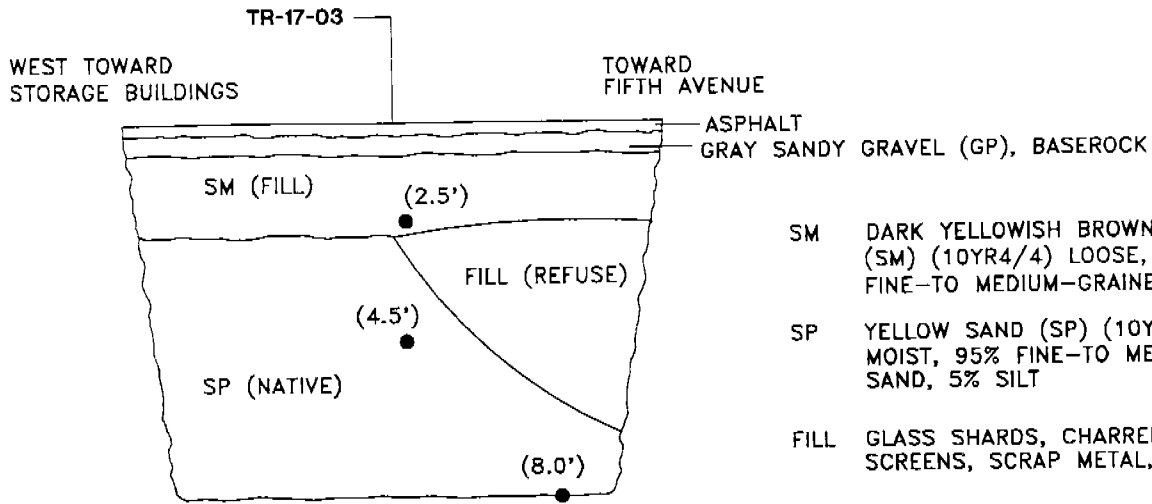 TR-17-03
WEST TOWARD
STORAGE BUILDINGS
TOWARD
FIFTH AVENUE
ASPHALT
GRAY SANDY GRAVEL (GP), BASEROCK
SM (FILL)
(2.5')
FILL (REFUSE)
(4.5')
SP (NATIVE)
(8.0')
SM DARK YELLOWISH BROWN
(SM) (10YR4/4) LOOSE,
FINE-TO MEDIUM-GRAINE
SP YELLOW SAND (SP) (10Y
MOIST, 95% FINE-TO ME
SAND, 5% SILT
FILL GLASS SHARDS, CHARRE
SCREENS, SCRAP METAL,